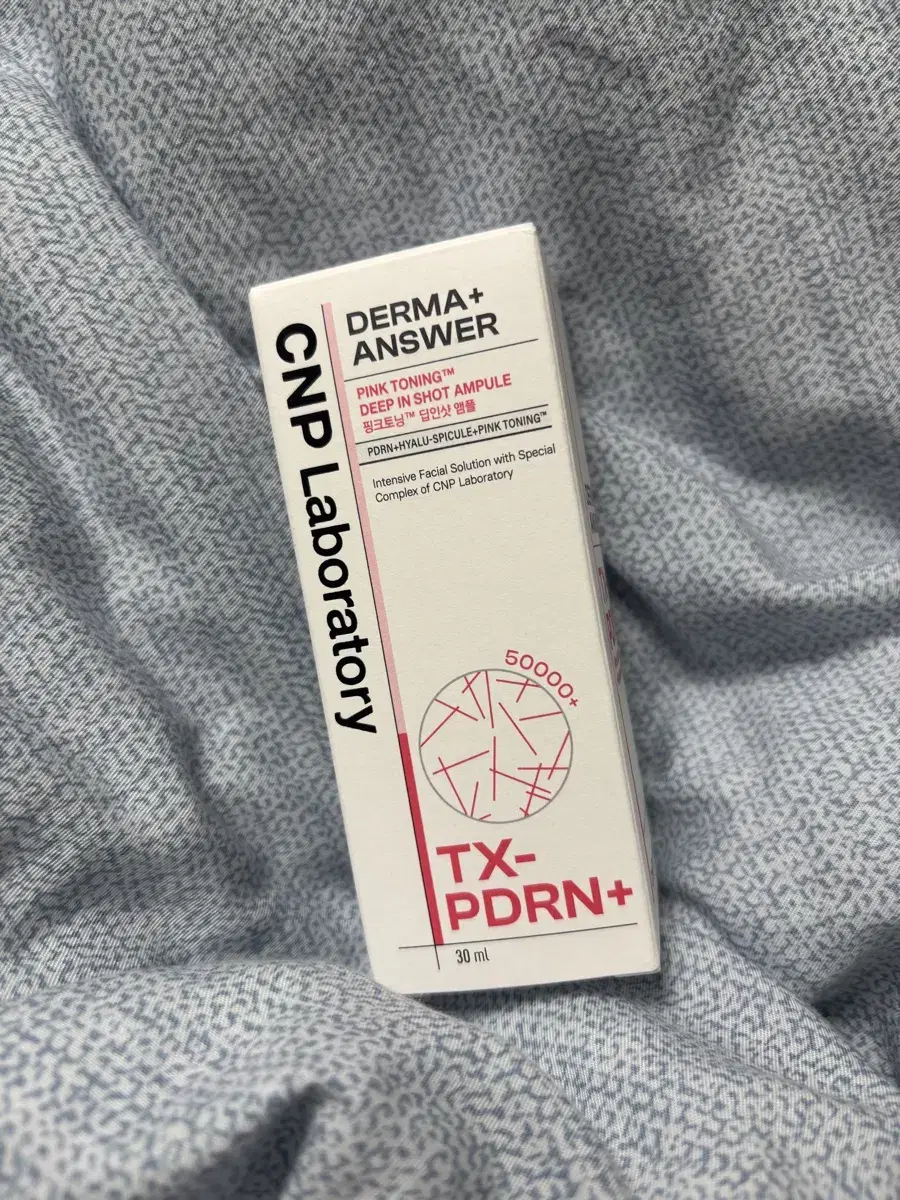 CNP Laboratory
DERMA+
ANSWER
PINK TONING™
DEEP IN SHOT AMPULE
핑크토닝™ 딥인샷 앰플
PDRN+HYALU-SPICULE+PINK TONING™
Intensive Facial Solution with Special
Complex of CNP Laboratory
50000+
TX-
PDRN+
30 ml